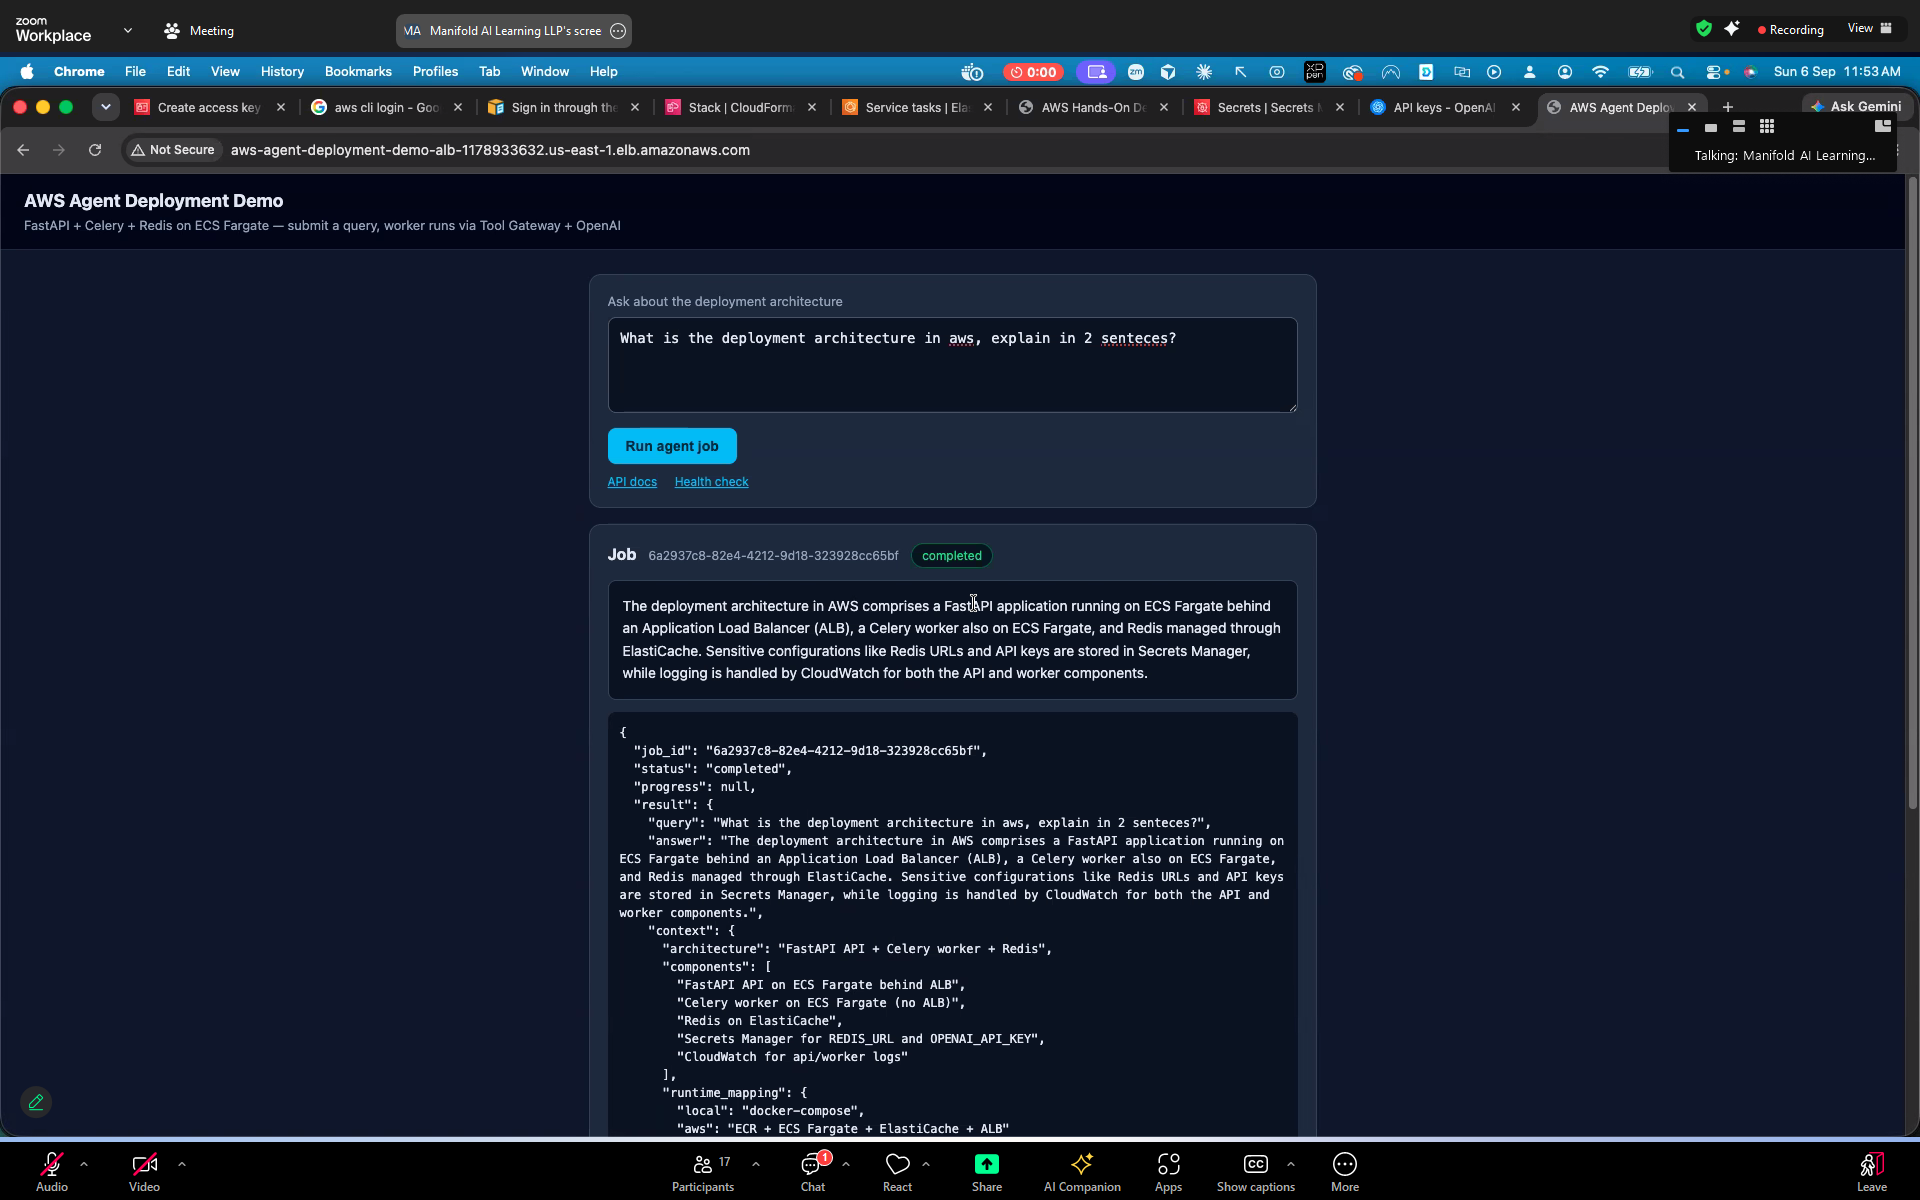 zoom
Workplace
Meeting
MA Manifold AI Learning LLP's scree
Recording
View
Chrome File Edit View History Bookmarks Profiles Tab Window Help
0:00
zm
XD
pen
Sun 6 Sep 11:53 AM
Create access key
aws cli login - Goo
Sign in through the
Stack | CloudForm
Service tasks | Ela
AWS Hands-On De
Secrets | Secrets M
API keys - OpenAI
AWS Agent Deploy
Ask Gemini
Not Secure
aws-agent-deployment-demo-alb-1178933632.us-east-1.elb.amazonaws.com
Talking: Manifold AI Learning...
AWS Agent Deployment Demo
FastAPI + Celery + Redis on ECS Fargate — submit a query, worker runs via Tool Gateway + OpenAI
Ask about the deployment architecture
What is the deployment architecture in aws, explain in 2 senteces?
Run agent job
API docs Health check
Job 6a2937c8-82e4-4212-9d18-323928cc65bf completed
The deployment architecture in AWS comprises a FastAPI application running on ECS Fargate behind
an Application Load Balancer (ALB), a Celery worker also on ECS Fargate, and Redis managed through
ElastiCache. Sensitive configurations like Redis URLs and API keys are stored in Secrets Manager,
while logging is handled by CloudWatch for both the API and worker components.
{
"job_id": "6a2937c8-82e4-4212-9d18-323928cc65bf",
"status": "completed",
"progress": null,
"result": {
"query": "What is the deployment architecture in aws, explain in 2 senteces?",
"answer": "The deployment architecture in AWS comprises a FastAPI application running on
ECS Fargate behind an Application Load Balancer (ALB), a Celery worker also on ECS Fargate,
and Redis managed through ElastiCache. Sensitive configurations like Redis URLs and API keys
are stored in Secrets Manager, while logging is handled by CloudWatch for both the API and
worker components.",
"context": {
"architecture": "FastAPI API + Celery worker + Redis",
"components": [
"FastAPI API on ECS Fargate behind ALB",
"Celery worker on ECS Fargate (no ALB)",
"Redis on ElastiCache",
"Secrets Manager for REDIS_URL and OPENAI_API_KEY",
"CloudWatch for api/worker logs"
],
"runtime_mapping": {
"local": "docker-compose",
"aws": "ECR + ECS Fargate + ElastiCache + ALB"
Audio
Video
17
Participants
1
Chat
React
Share
AI Companion
Apps
CC
Show captions
More
Leave